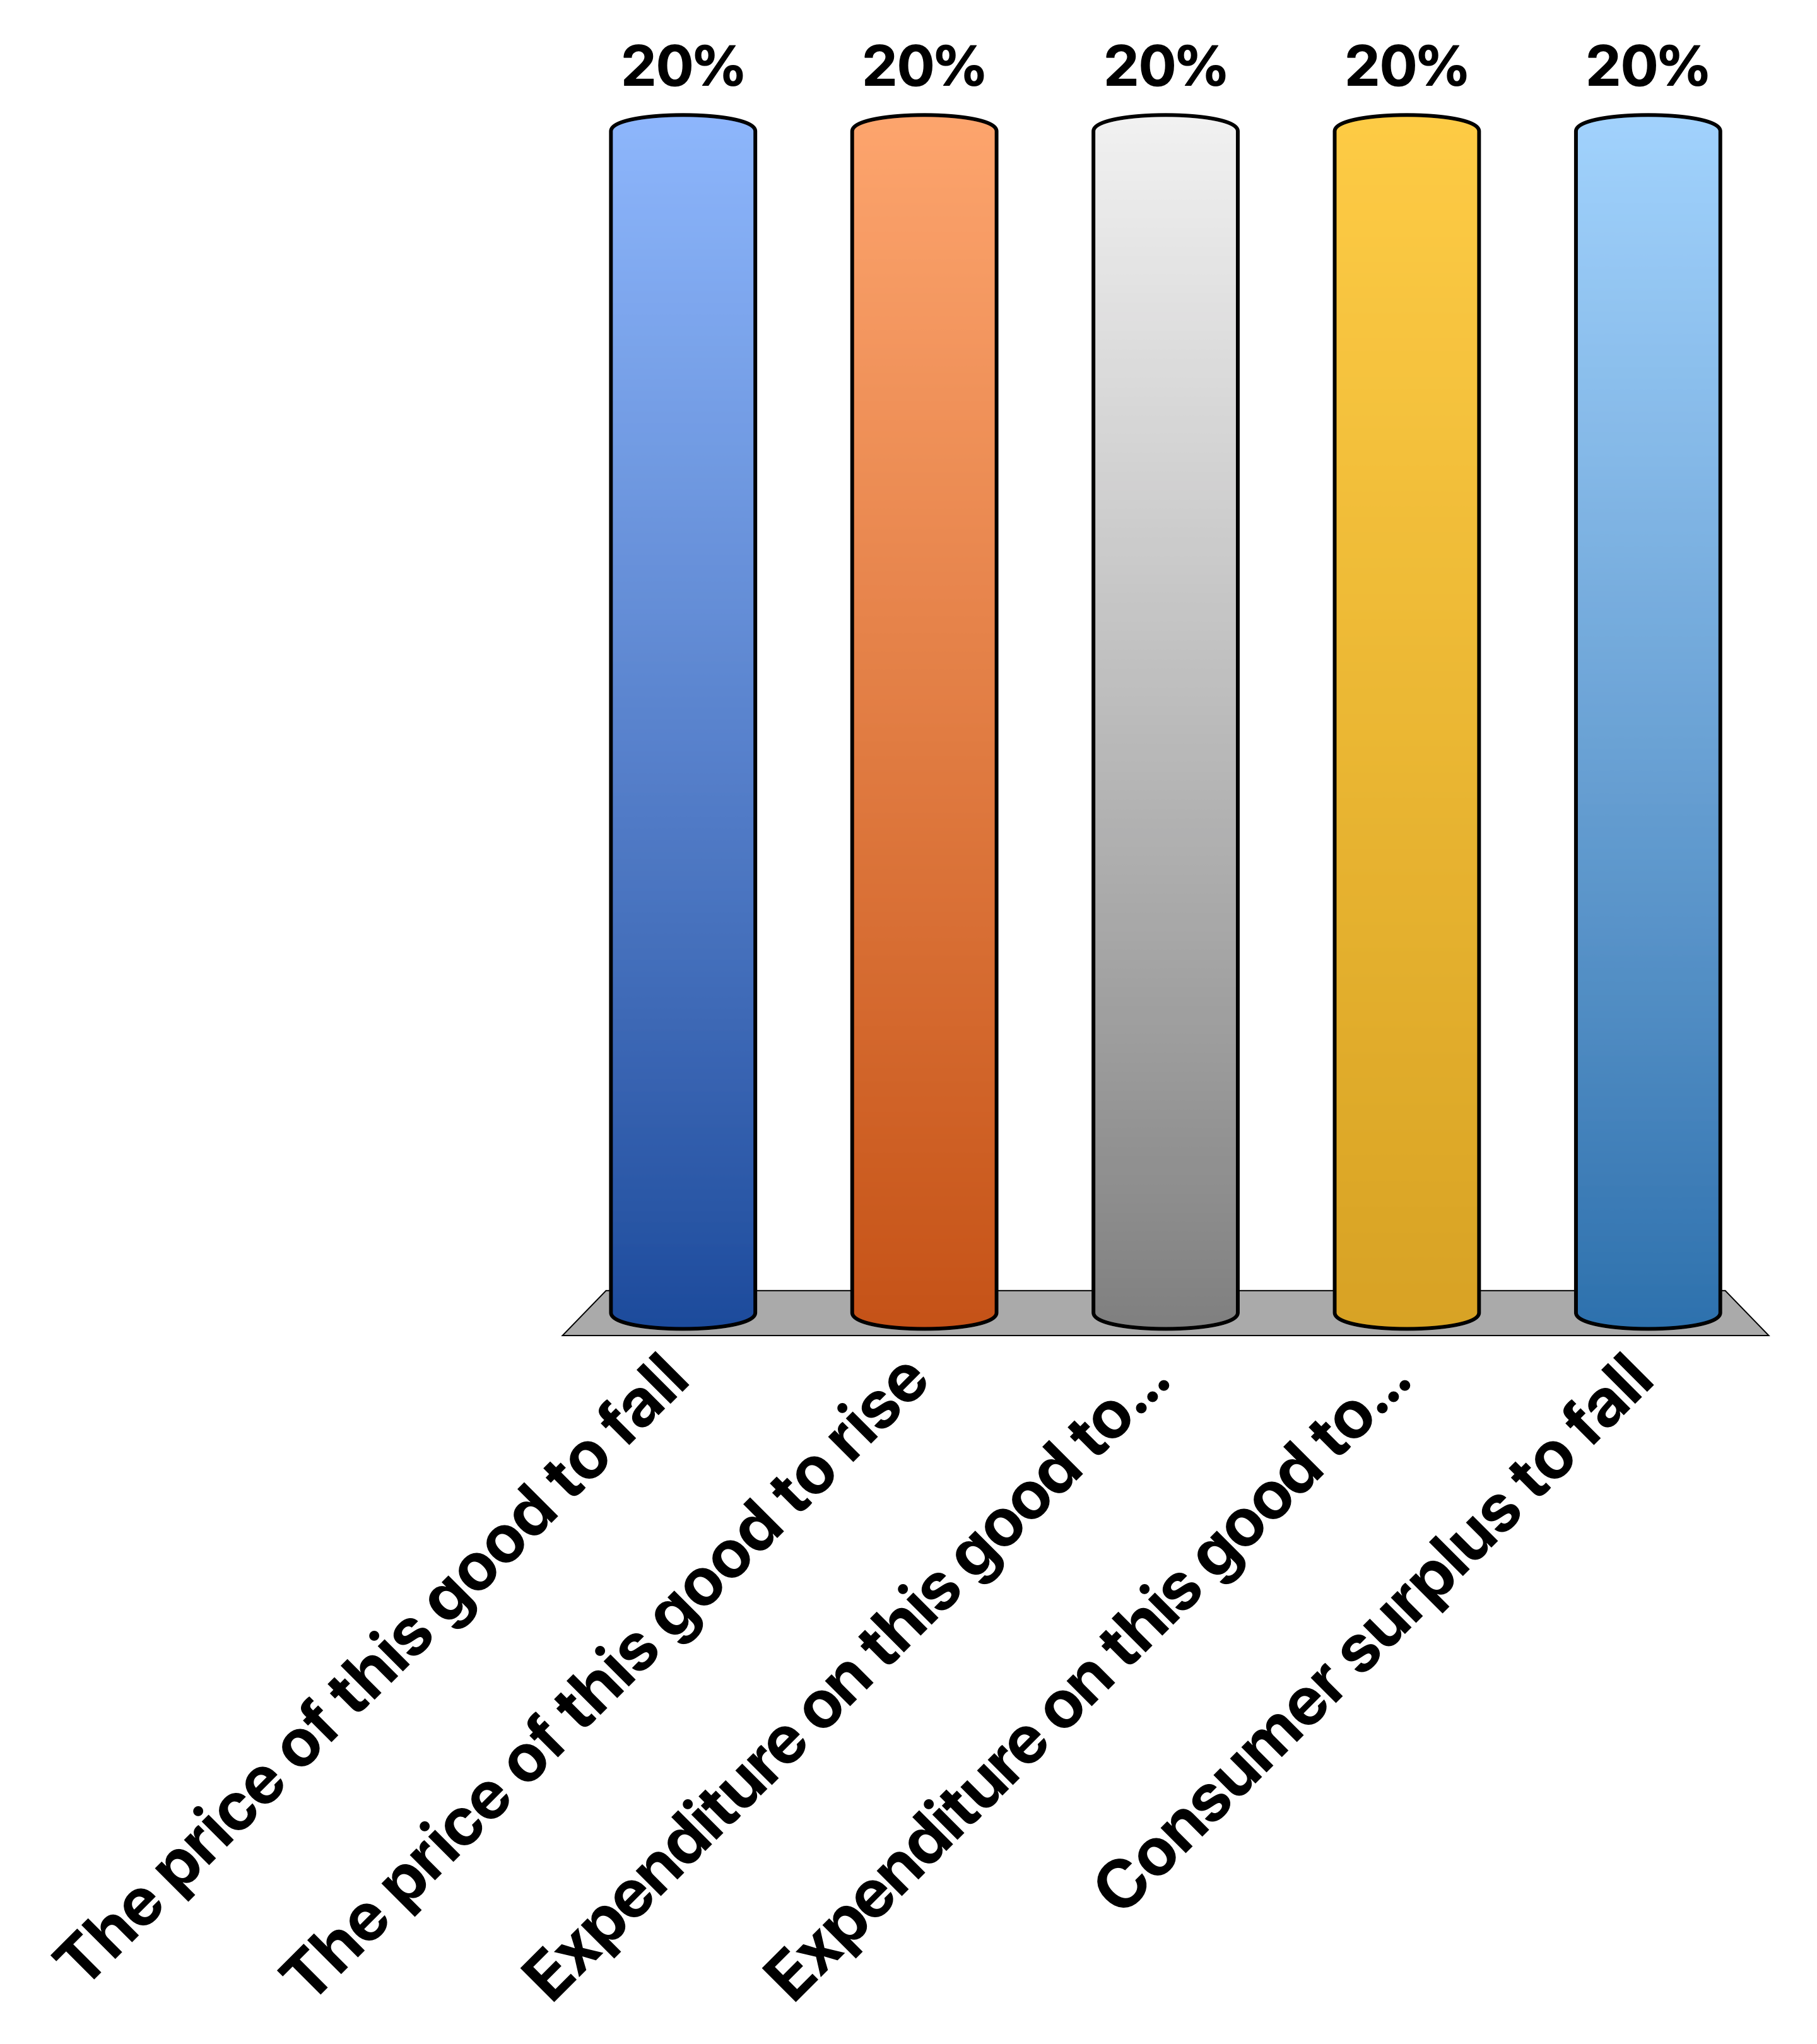 20% 20% 20% 20% 20%
The price of this good to fall
The price of this good to rise
Expenditure on this good to...
Expenditure on this good to...
Consumer surplus to fall